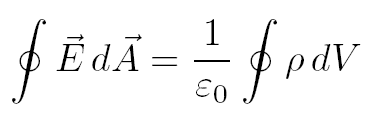 ∮ E⃗ dA⃗ = 1/ε₀ ∮ ρ dV